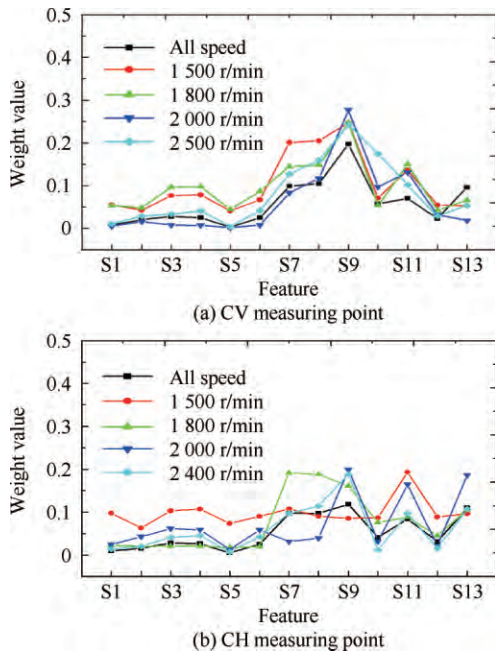 0.5
0.4
0.3
0.2
0.1
0
Weight value
All speed
1 500 r/min
1 800 r/min
2 000 r/min
2 500 r/min
S1 S3 S5 S7 S9 S11 S13
Feature
(a) CV measuring point
0.5
0.4
0.3
0.2
0.1
0
Weight value
All speed
1 500 r/min
1 800 r/min
2 000 r/min
2 400 r/min
S1 S3 S5 S7 S9 S11 S13
Feature
(b) CH measuring point